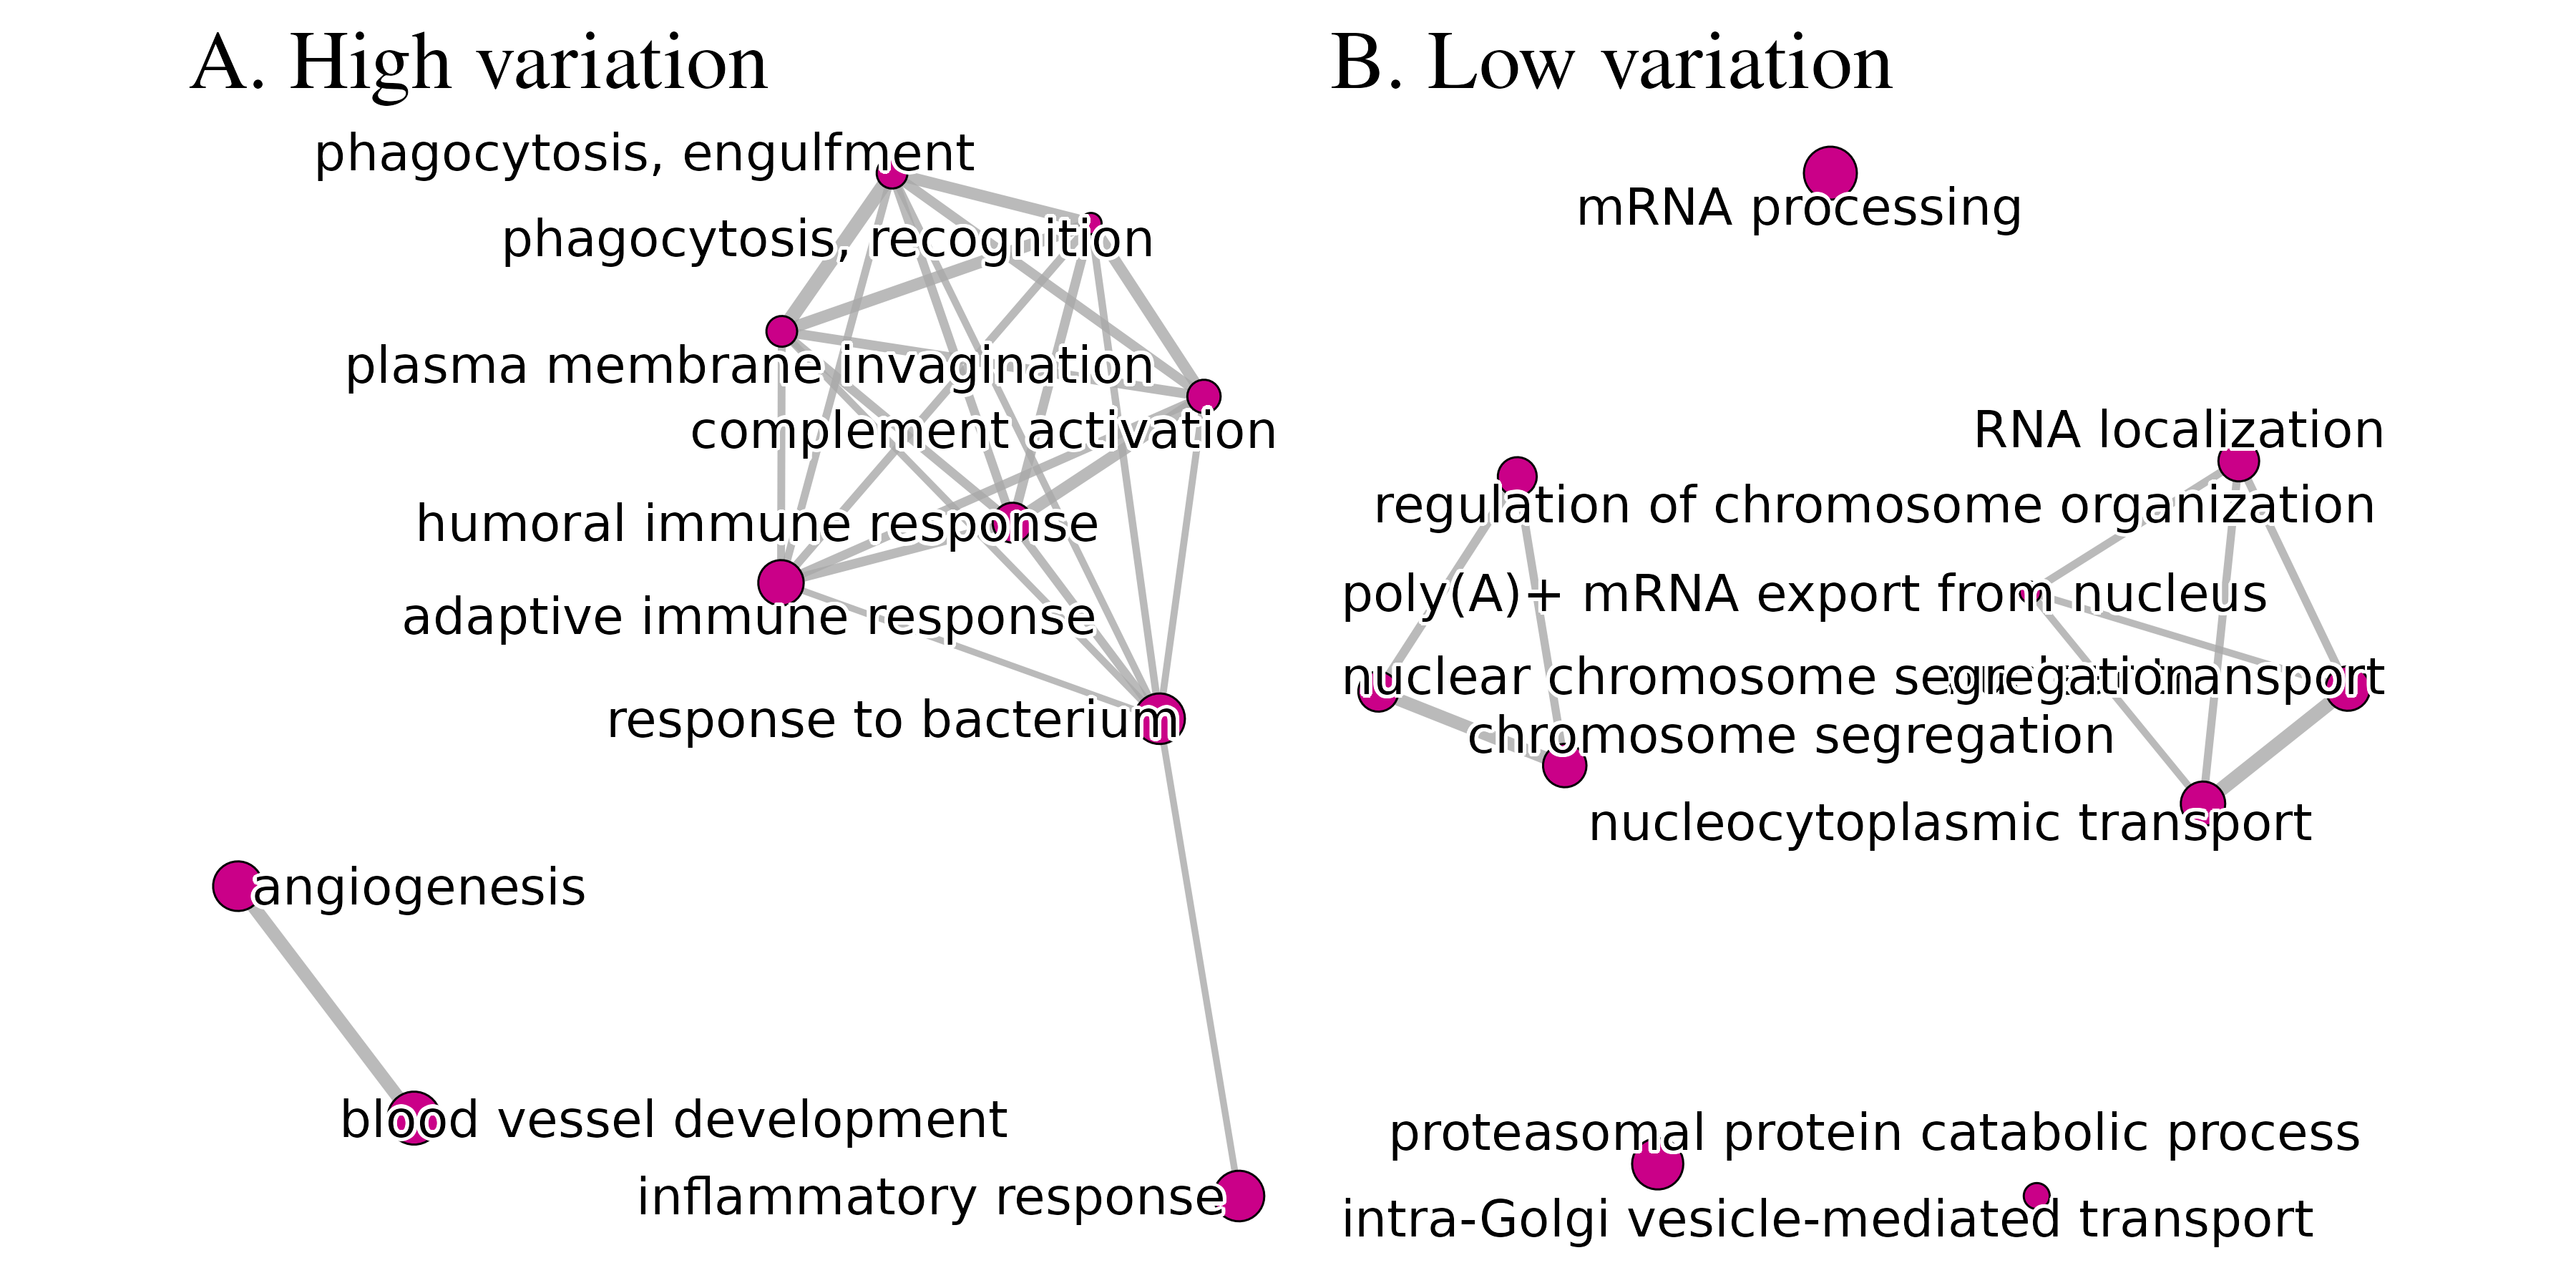 A. High variation
phagocytosis, engulfment
phagocytosis, recognition
plasma membrane invagination
complement activation
humoral immune response
adaptive immune response
response to bacterium
angiogenesis
blood vessel development
inflammatory response
B. Low variation
mRNA processing
RNA localization
regulation of chromosome organization
poly(A)+ mRNA export from nucleus
nuclear chromosome segregation
transport
chromosome segregation
nucleocytoplasmic transport
proteasomal protein catabolic process
intra-Golgi vesicle-mediated transport